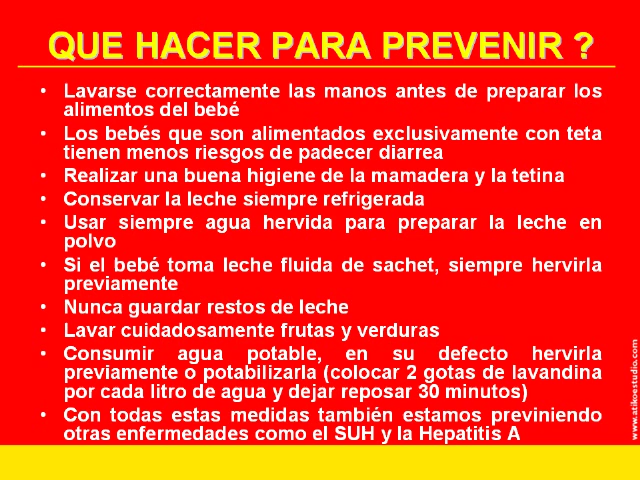 QUE HACER PARA PREVENIR ?
• Lavarse correctamente las manos antes de preparar los
alimentos del bebé
• Los bebés que son alimentados exclusivamente con teta
tienen menos riesgos de padecer diarrea
• Realizar una buena higiene de la mamadera y la tetina
• Conservar la leche siempre refrigerada
• Usar siempre agua hervida para preparar la leche en
polvo
• Si el bebé toma leche fluida de sachet, siempre hervirla
previamente
• Nunca guardar restos de leche
• Lavar cuidadosamente frutas y verduras
• Consumir agua potable, en su defecto hervirla
previamente o potabilizarla (colocar 2 gotas de lavandina
por cada litro de agua y dejar reposar 30 minutos)
• Con todas estas medidas también estamos previniendo
otras enfermedades como el SUH y la Hepatitis A
www.atikoestudio.com